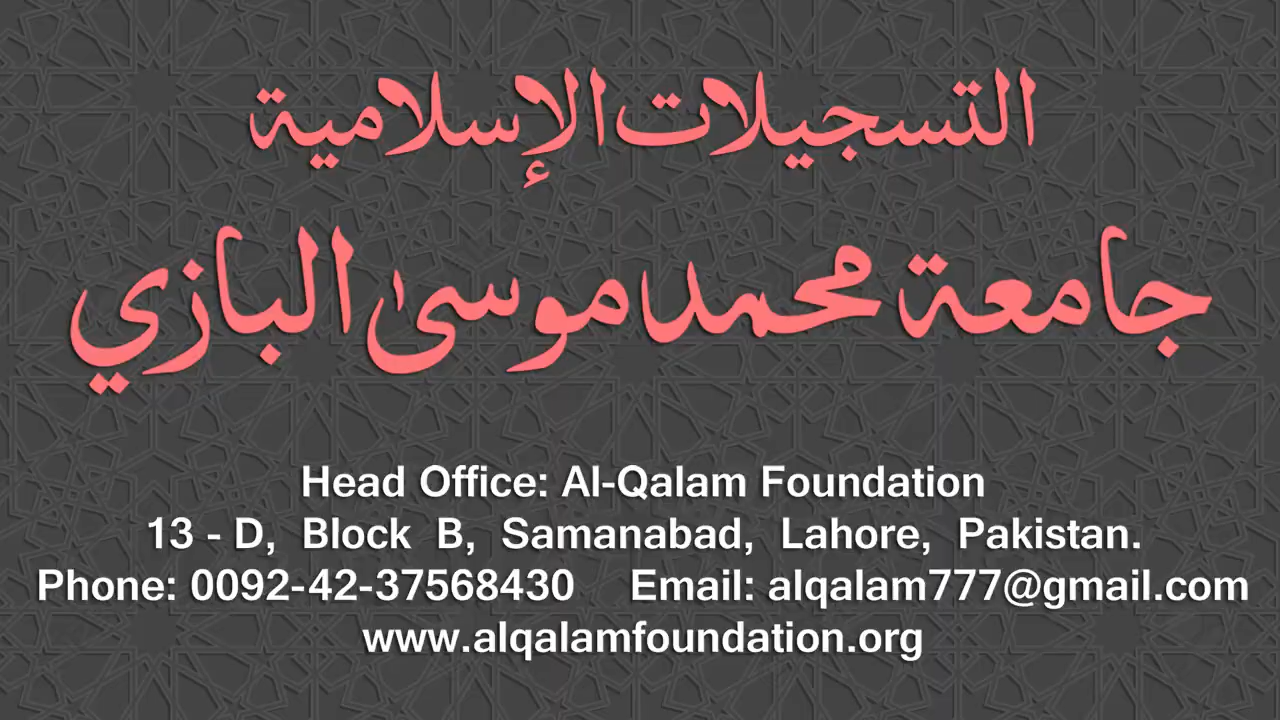 التسجيلات الإسلامية
جامعة محمد موسىٰ البازي
Head Office: Al-Qalam Foundation
13 - D, Block B, Samanabad, Lahore, Pakistan.
Phone: 0092-42-37568430 Email: alqalam777@gmail.com
www.alqalamfoundation.org